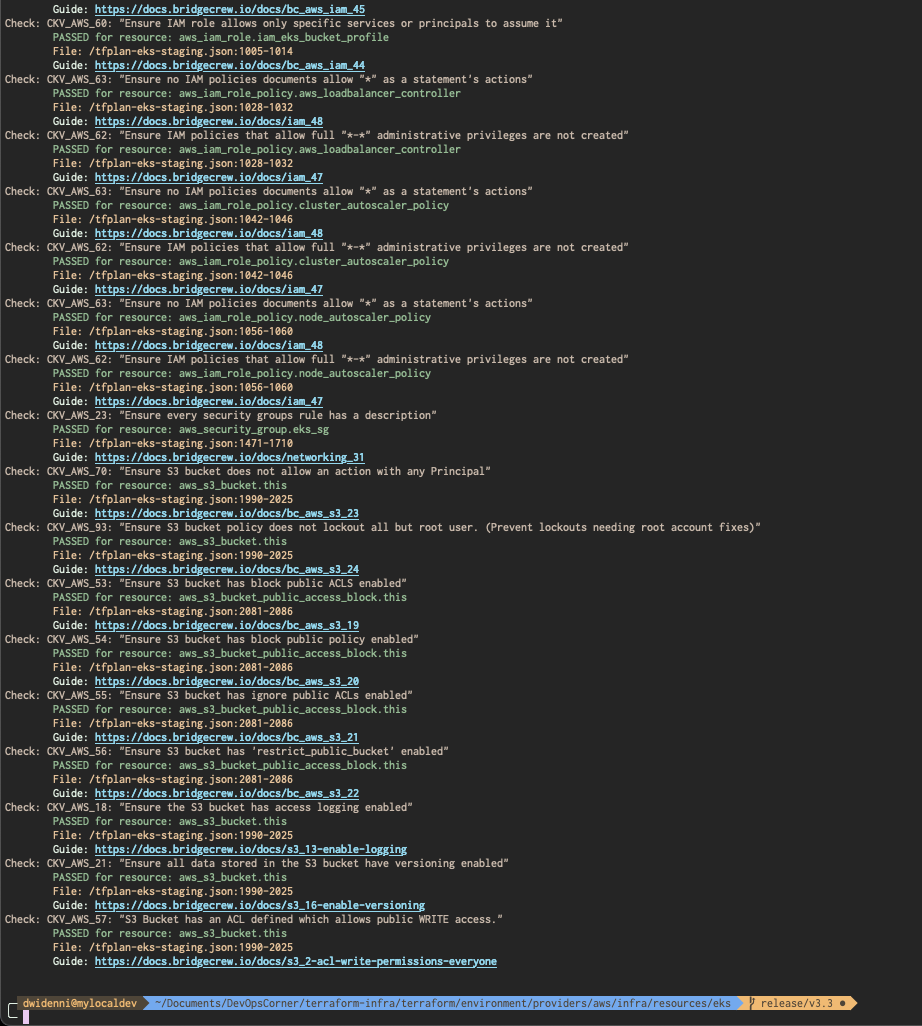 Guide: https://docs.bridgecrew.io/docs/bc_aws_iam_45
Check: CKV_AWS_60: "Ensure IAM role allows only specific services or principals to assume it"
PASSED for resource: aws_iam_role.iam_eks_bucket_profile
File: /tfplan-eks-staging.json:1005-1014
Guide: https://docs.bridgecrew.io/docs/bc_aws_iam_44
Check: CKV_AWS_63: "Ensure no IAM policies documents allow "*" as a statement's actions"
PASSED for resource: aws_iam_role_policy.aws_loadbalancer_controller
File: /tfplan-eks-staging.json:1028-1032
Guide: https://docs.bridgecrew.io/docs/iam_48
Check: CKV_AWS_62: "Ensure IAM policies that allow full "*-*" administrative privileges are not created"
PASSED for resource: aws_iam_role_policy.aws_loadbalancer_controller
File: /tfplan-eks-staging.json:1028-1032
Guide: https://docs.bridgecrew.io/docs/iam_47
Check: CKV_AWS_63: "Ensure no IAM policies documents allow "*" as a statement's actions"
PASSED for resource: aws_iam_role_policy.cluster_autoscaler_policy
File: /tfplan-eks-staging.json:1042-1046
Guide: https://docs.bridgecrew.io/docs/iam_48
Check: CKV_AWS_62: "Ensure IAM policies that allow full "*-*" administrative privileges are not created"
PASSED for resource: aws_iam_role_policy.cluster_autoscaler_policy
File: /tfplan-eks-staging.json:1042-1046
Guide: https://docs.bridgecrew.io/docs/iam_47
Check: CKV_AWS_63: "Ensure no IAM policies documents allow "*" as a statement's actions"
PASSED for resource: aws_iam_role_policy.node_autoscaler_policy
File: /tfplan-eks-staging.json:1056-1060
Guide: https://docs.bridgecrew.io/docs/iam_48
Check: CKV_AWS_62: "Ensure IAM policies that allow full "*-*" administrative privileges are not created"
PASSED for resource: aws_iam_role_policy.node_autoscaler_policy
File: /tfplan-eks-staging.json:1056-1060
Guide: https://docs.bridgecrew.io/docs/iam_47
Check: CKV_AWS_23: "Ensure every security groups rule has a description"
PASSED for resource: aws_security_group.eks_sg
File: /tfplan-eks-staging.json:1471-1710
Guide: https://docs.bridgecrew.io/docs/networking_31
Check: CKV_AWS_70: "Ensure S3 bucket does not allow an action with any Principal"
PASSED for resource: aws_s3_bucket.this
File: /tfplan-eks-staging.json:1990-2025
Guide: https://docs.bridgecrew.io/docs/bc_aws_s3_23
Check: CKV_AWS_93: "Ensure S3 bucket policy does not lockout all but root user. (Prevent lockouts needing root account fixes)"
PASSED for resource: aws_s3_bucket.this
File: /tfplan-eks-staging.json:1990-2025
Guide: https://docs.bridgecrew.io/docs/bc_aws_s3_24
Check: CKV_AWS_53: "Ensure S3 bucket has block public ACLS enabled"
PASSED for resource: aws_s3_bucket_public_access_block.this
File: /tfplan-eks-staging.json:2081-2086
Guide: https://docs.bridgecrew.io/docs/bc_aws_s3_19
Check: CKV_AWS_54: "Ensure S3 bucket has block public policy enabled"
PASSED for resource: aws_s3_bucket_public_access_block.this
File: /tfplan-eks-staging.json:2081-2086
Guide: https://docs.bridgecrew.io/docs/bc_aws_s3_20
Check: CKV_AWS_55: "Ensure S3 bucket has ignore public ACLs enabled"
PASSED for resource: aws_s3_bucket_public_access_block.this
File: /tfplan-eks-staging.json:2081-2086
Guide: https://docs.bridgecrew.io/docs/bc_aws_s3_21
Check: CKV_AWS_56: "Ensure S3 bucket has 'restrict_public_bucket' enabled"
PASSED for resource: aws_s3_bucket_public_access_block.this
File: /tfplan-eks-staging.json:2081-2086
Guide: https://docs.bridgecrew.io/docs/bc_aws_s3_22
Check: CKV_AWS_18: "Ensure the S3 bucket has access logging enabled"
PASSED for resource: aws_s3_bucket.this
File: /tfplan-eks-staging.json:1990-2025
Guide: https://docs.bridgecrew.io/docs/s3_13-enable-logging
Check: CKV_AWS_21: "Ensure all data stored in the S3 bucket have versioning enabled"
PASSED for resource: aws_s3_bucket.this
File: /tfplan-eks-staging.json:1990-2025
Guide: https://docs.bridgecrew.io/docs/s3_16-enable-versioning
Check: CKV_AWS_57: "S3 Bucket has an ACL defined which allows public WRITE access."
PASSED for resource: aws_s3_bucket.this
File: /tfplan-eks-staging.json:1990-2025
Guide: https://docs.bridgecrew.io/docs/s3_2-acl-write-permissions-everyone
dwidenni@mylocaldev ~/Documents/DevOpsCorner/terraform-infra/terraform/environment/providers/aws/infra/resources/eks release/v3.3 ●